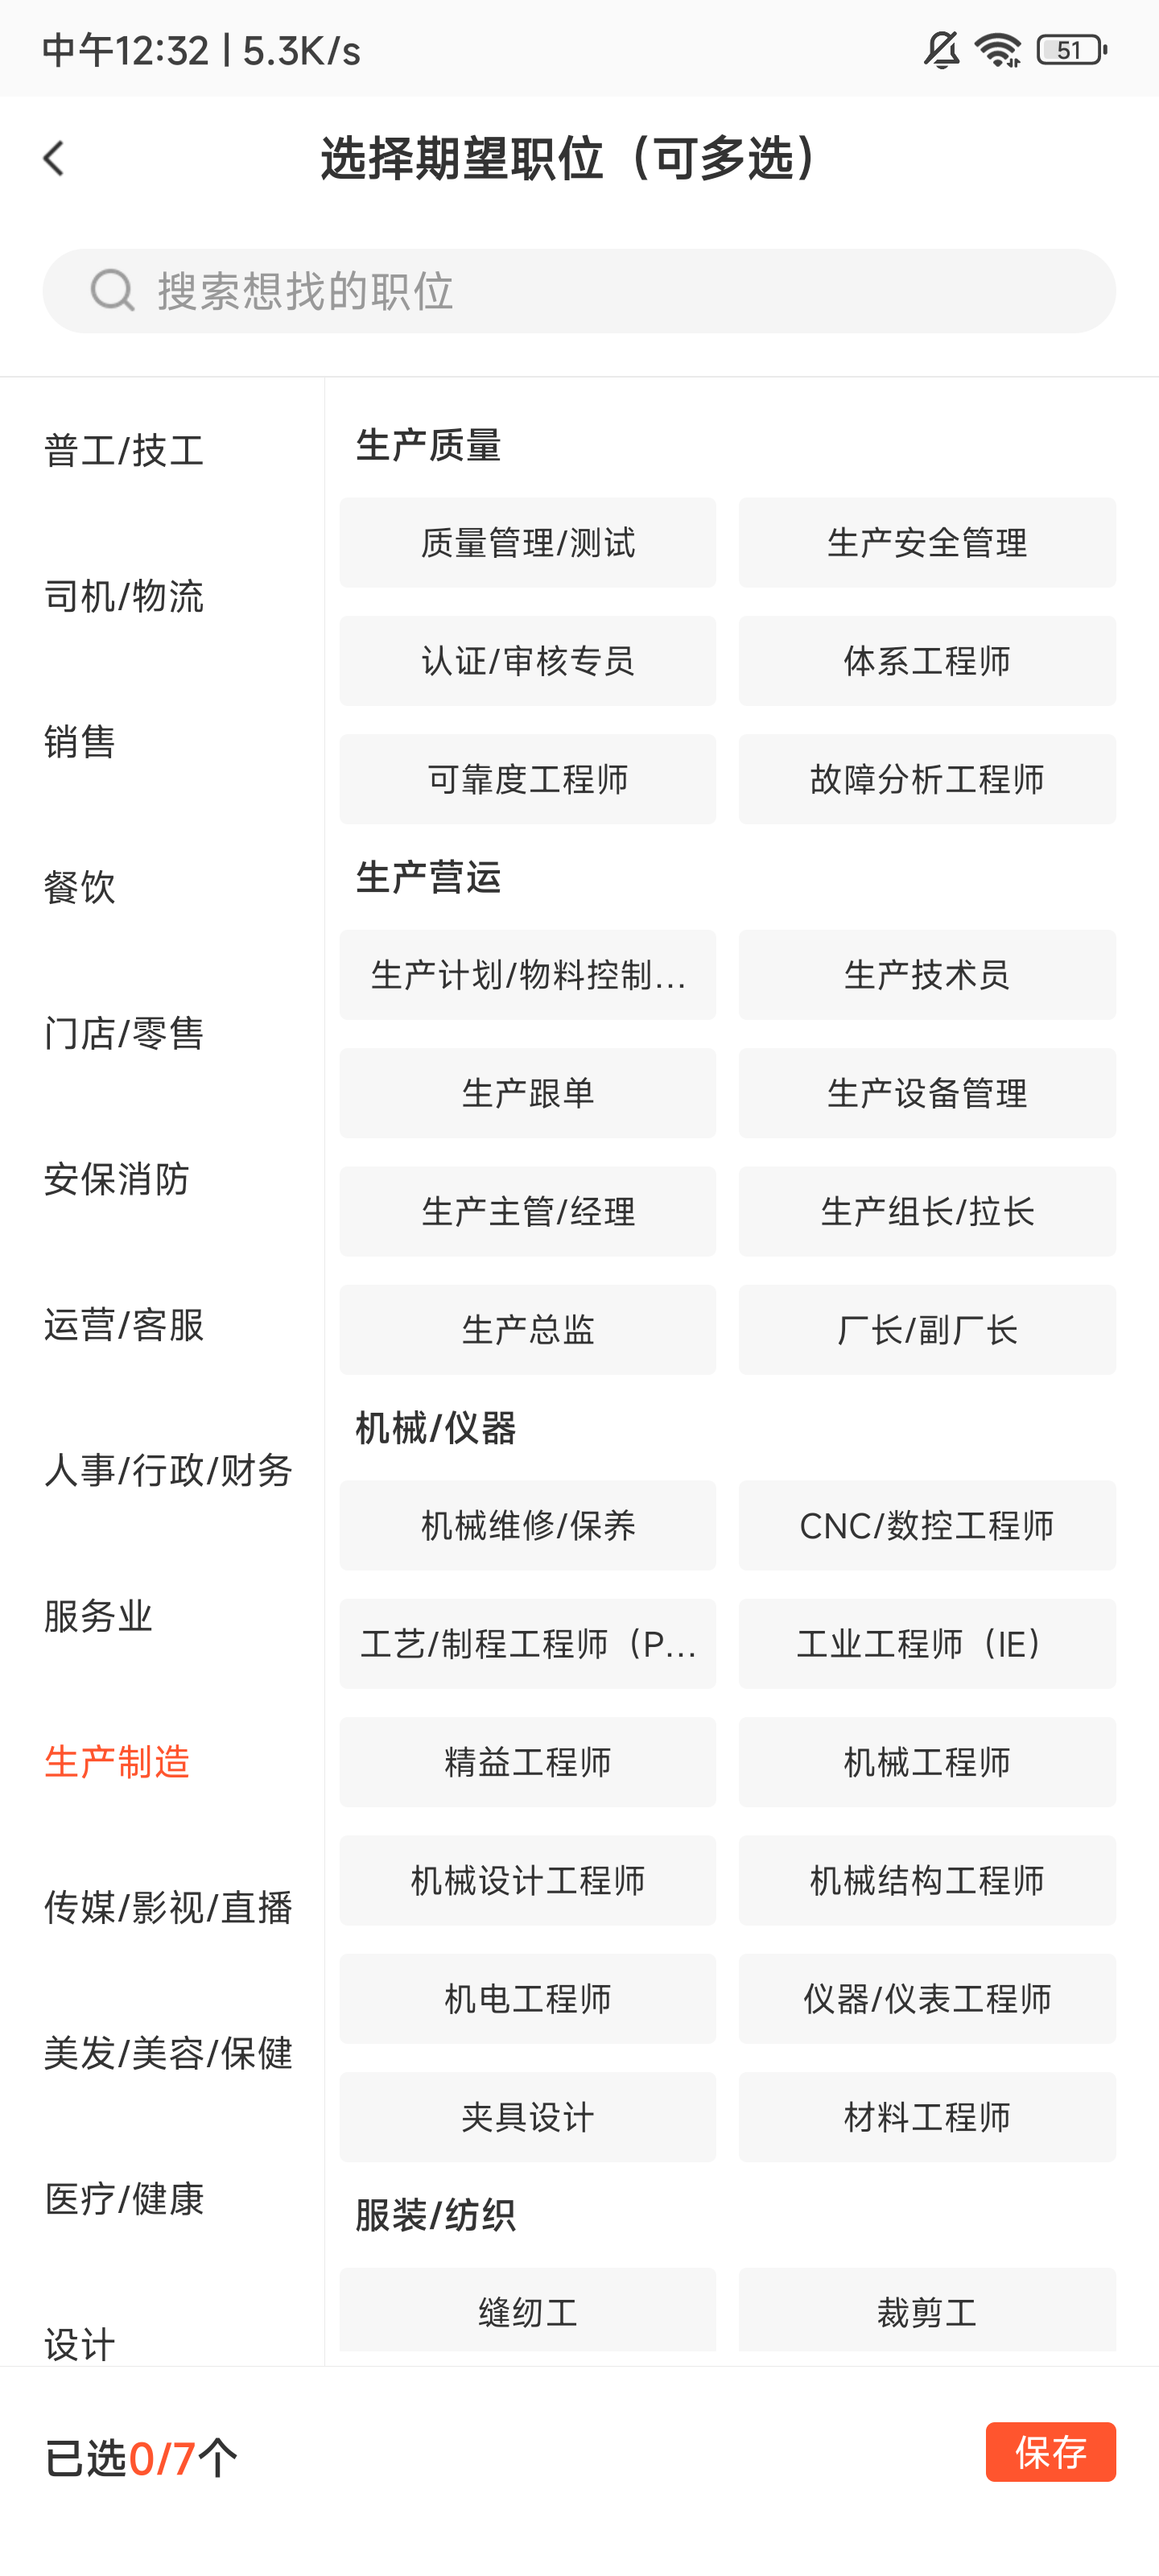 中午12:32 | 5.3K/s
51
选择期望职位（可多选）
搜索想找的职位
普工/技工
司机/物流
销售
餐饮
门店/零售
安保消防
运营/客服
人事/行政/财务
服务业
生产制造
传媒/影视/直播
美发/美容/保健
医疗/健康
设计
生产质量
质量管理/测试
生产安全管理
认证/审核专员
体系工程师
可靠度工程师
故障分析工程师
生产营运
生产计划/物料控制...
生产技术员
生产跟单
生产设备管理
生产主管/经理
生产组长/拉长
生产总监
厂长/副厂长
机械/仪器
机械维修/保养
CNC/数控工程师
工艺/制程工程师（P...
工业工程师（IE）
精益工程师
机械工程师
机械设计工程师
机械结构工程师
机电工程师
仪器/仪表工程师
夹具设计
材料工程师
服装/纺织
缝纫工
裁剪工
已选0/7个
保存